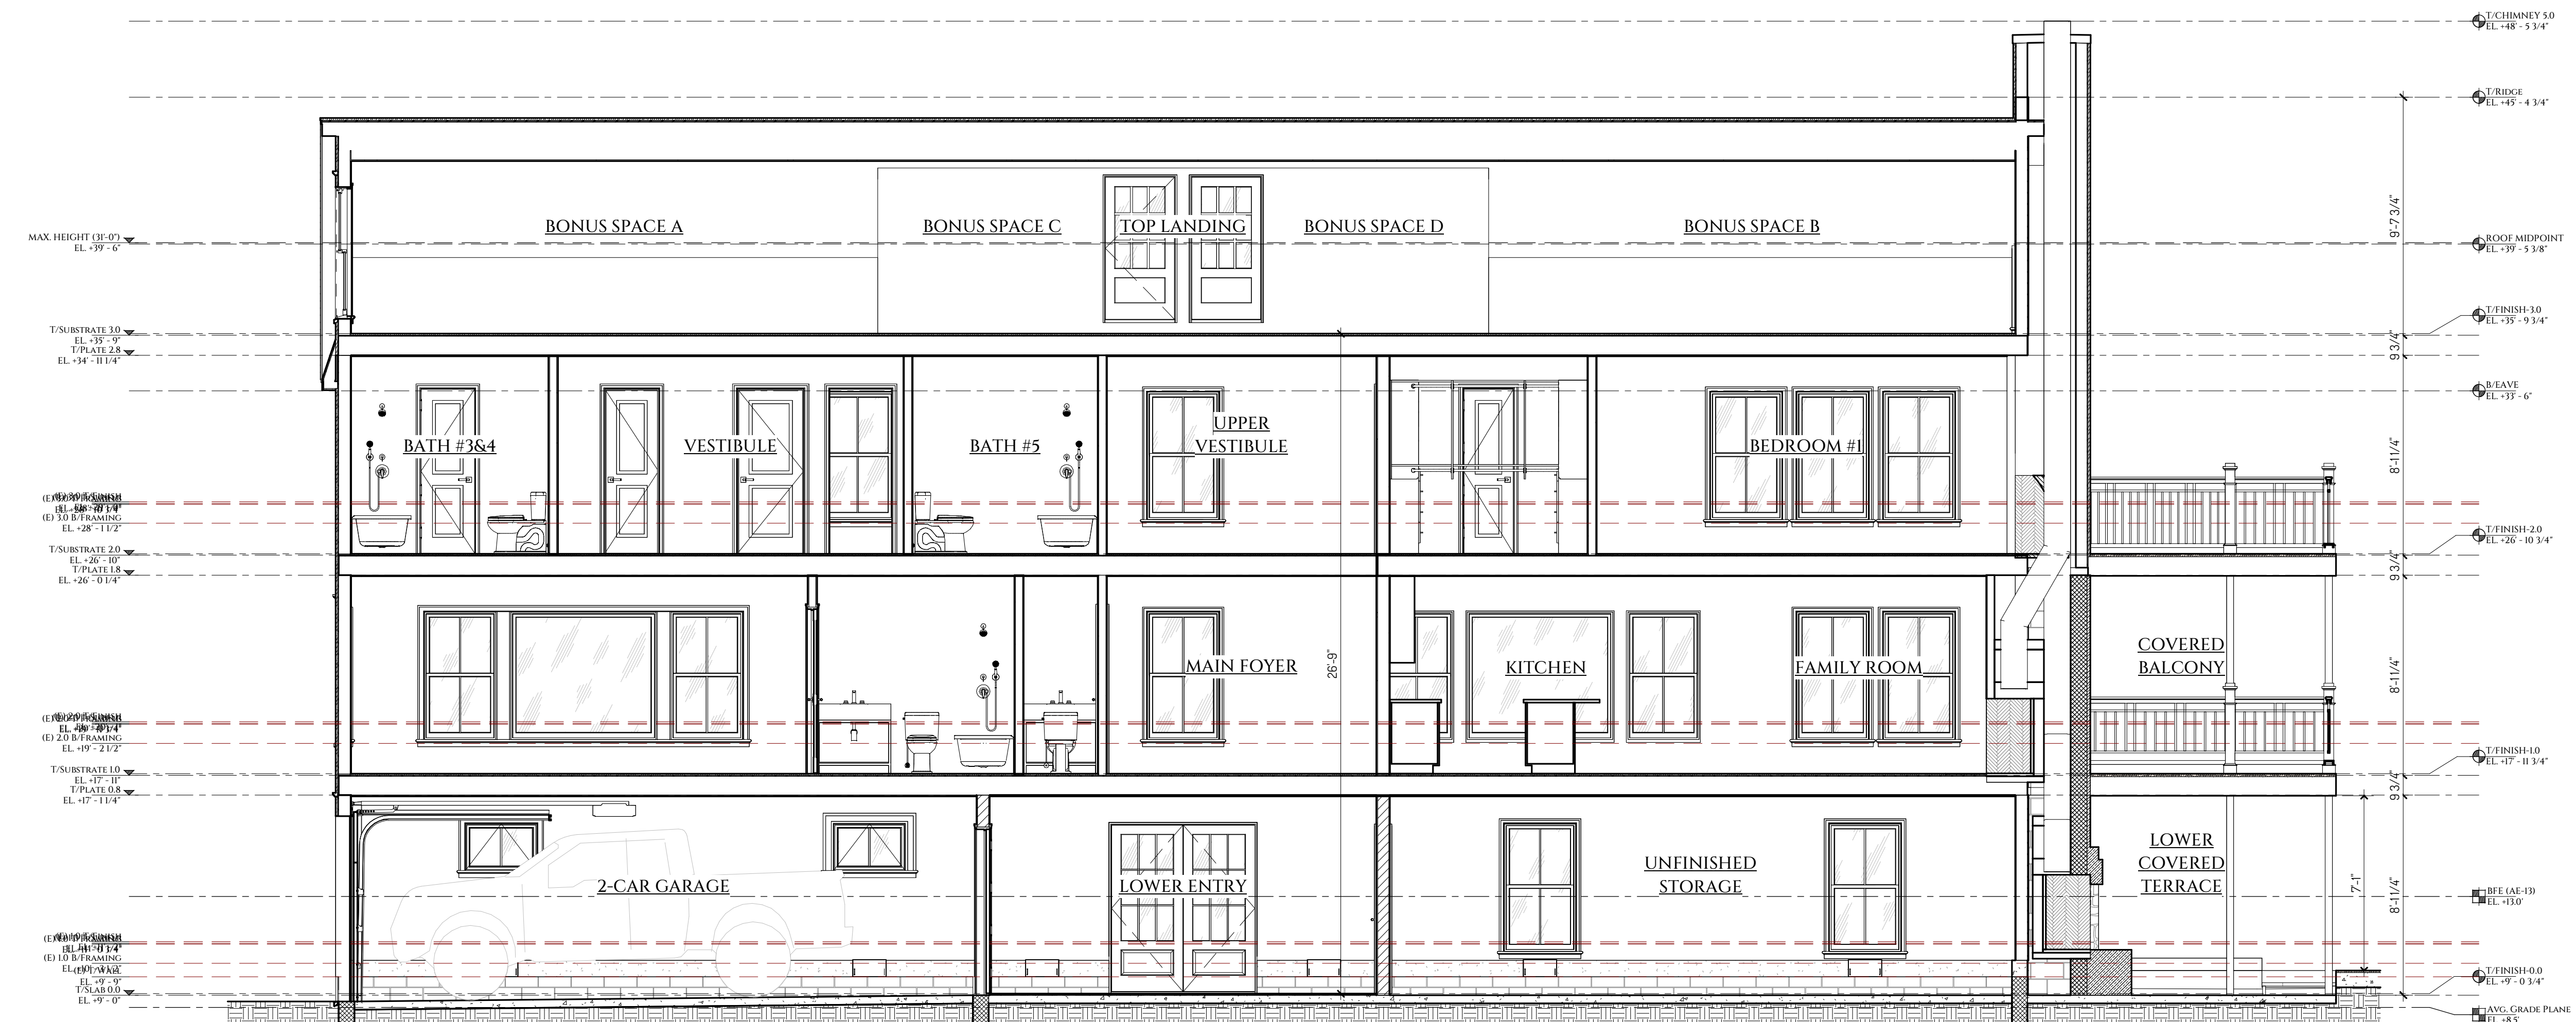 T/CHIMNEY 5.0
EL. +48' - 5 3/4"
T/RIDGE
EL. +45' - 4 3/4"
9'-7 3/4"
MAX. HEIGHT (31'-0")
EL. +39' - 6"
BONUS SPACE A
BONUS SPACE C
TOP LANDING
BONUS SPACE D
BONUS SPACE B
ROOF MIDPOINT
EL. +39' - 5 3/8"
T/FINISH-3.0
EL. +35' - 9 3/4"
T/SUBSTRATE 3.0
EL. +35' - 9"
T/PLATE 2.8
EL. +34' - 11 1/4"
9 3/4"
B/EAVE
EL. +33' - 6"
BATH #3&4
VESTIBULE
BATH #5
UPPER
VESTIBULE
BEDROOM #1
8'-11 1/4"
(E) 3.0 B/FRAMING
EL. +28' - 1 1/2"
T/FINISH-2.0
EL. +26' - 10 3/4"
T/SUBSTRATE 2.0
EL. +26' - 10"
T/PLATE 1.8
EL. +26' - 0 1/4"
9 3/4"
MAIN FOYER
26'-9"
KITCHEN
FAMILY ROOM
COVERED
BALCONY
8'-11 1/4"
(E) 2.0 B/FRAMING
EL. +19' - 2 1/2"
T/FINISH-1.0
EL. +17' - 11 3/4"
T/SUBSTRATE 1.0
EL. +17' - 11"
T/PLATE 0.8
EL. +17' - 1 1/4"
9 3/4"
2-CAR GARAGE
LOWER ENTRY
UNFINISHED
STORAGE
LOWER
COVERED
TERRACE
7'-1"
8'-11 1/4"
BFE (AE-13)
EL. +13.0'
(E) 1.0 B/FRAMING
EL. +9' - 9"
T/SLAB 0.0
EL. +9' - 0"
T/FINISH-0.0
EL. +9' - 0 3/4"
AVG. GRADE PLANE
EL. +8.5'